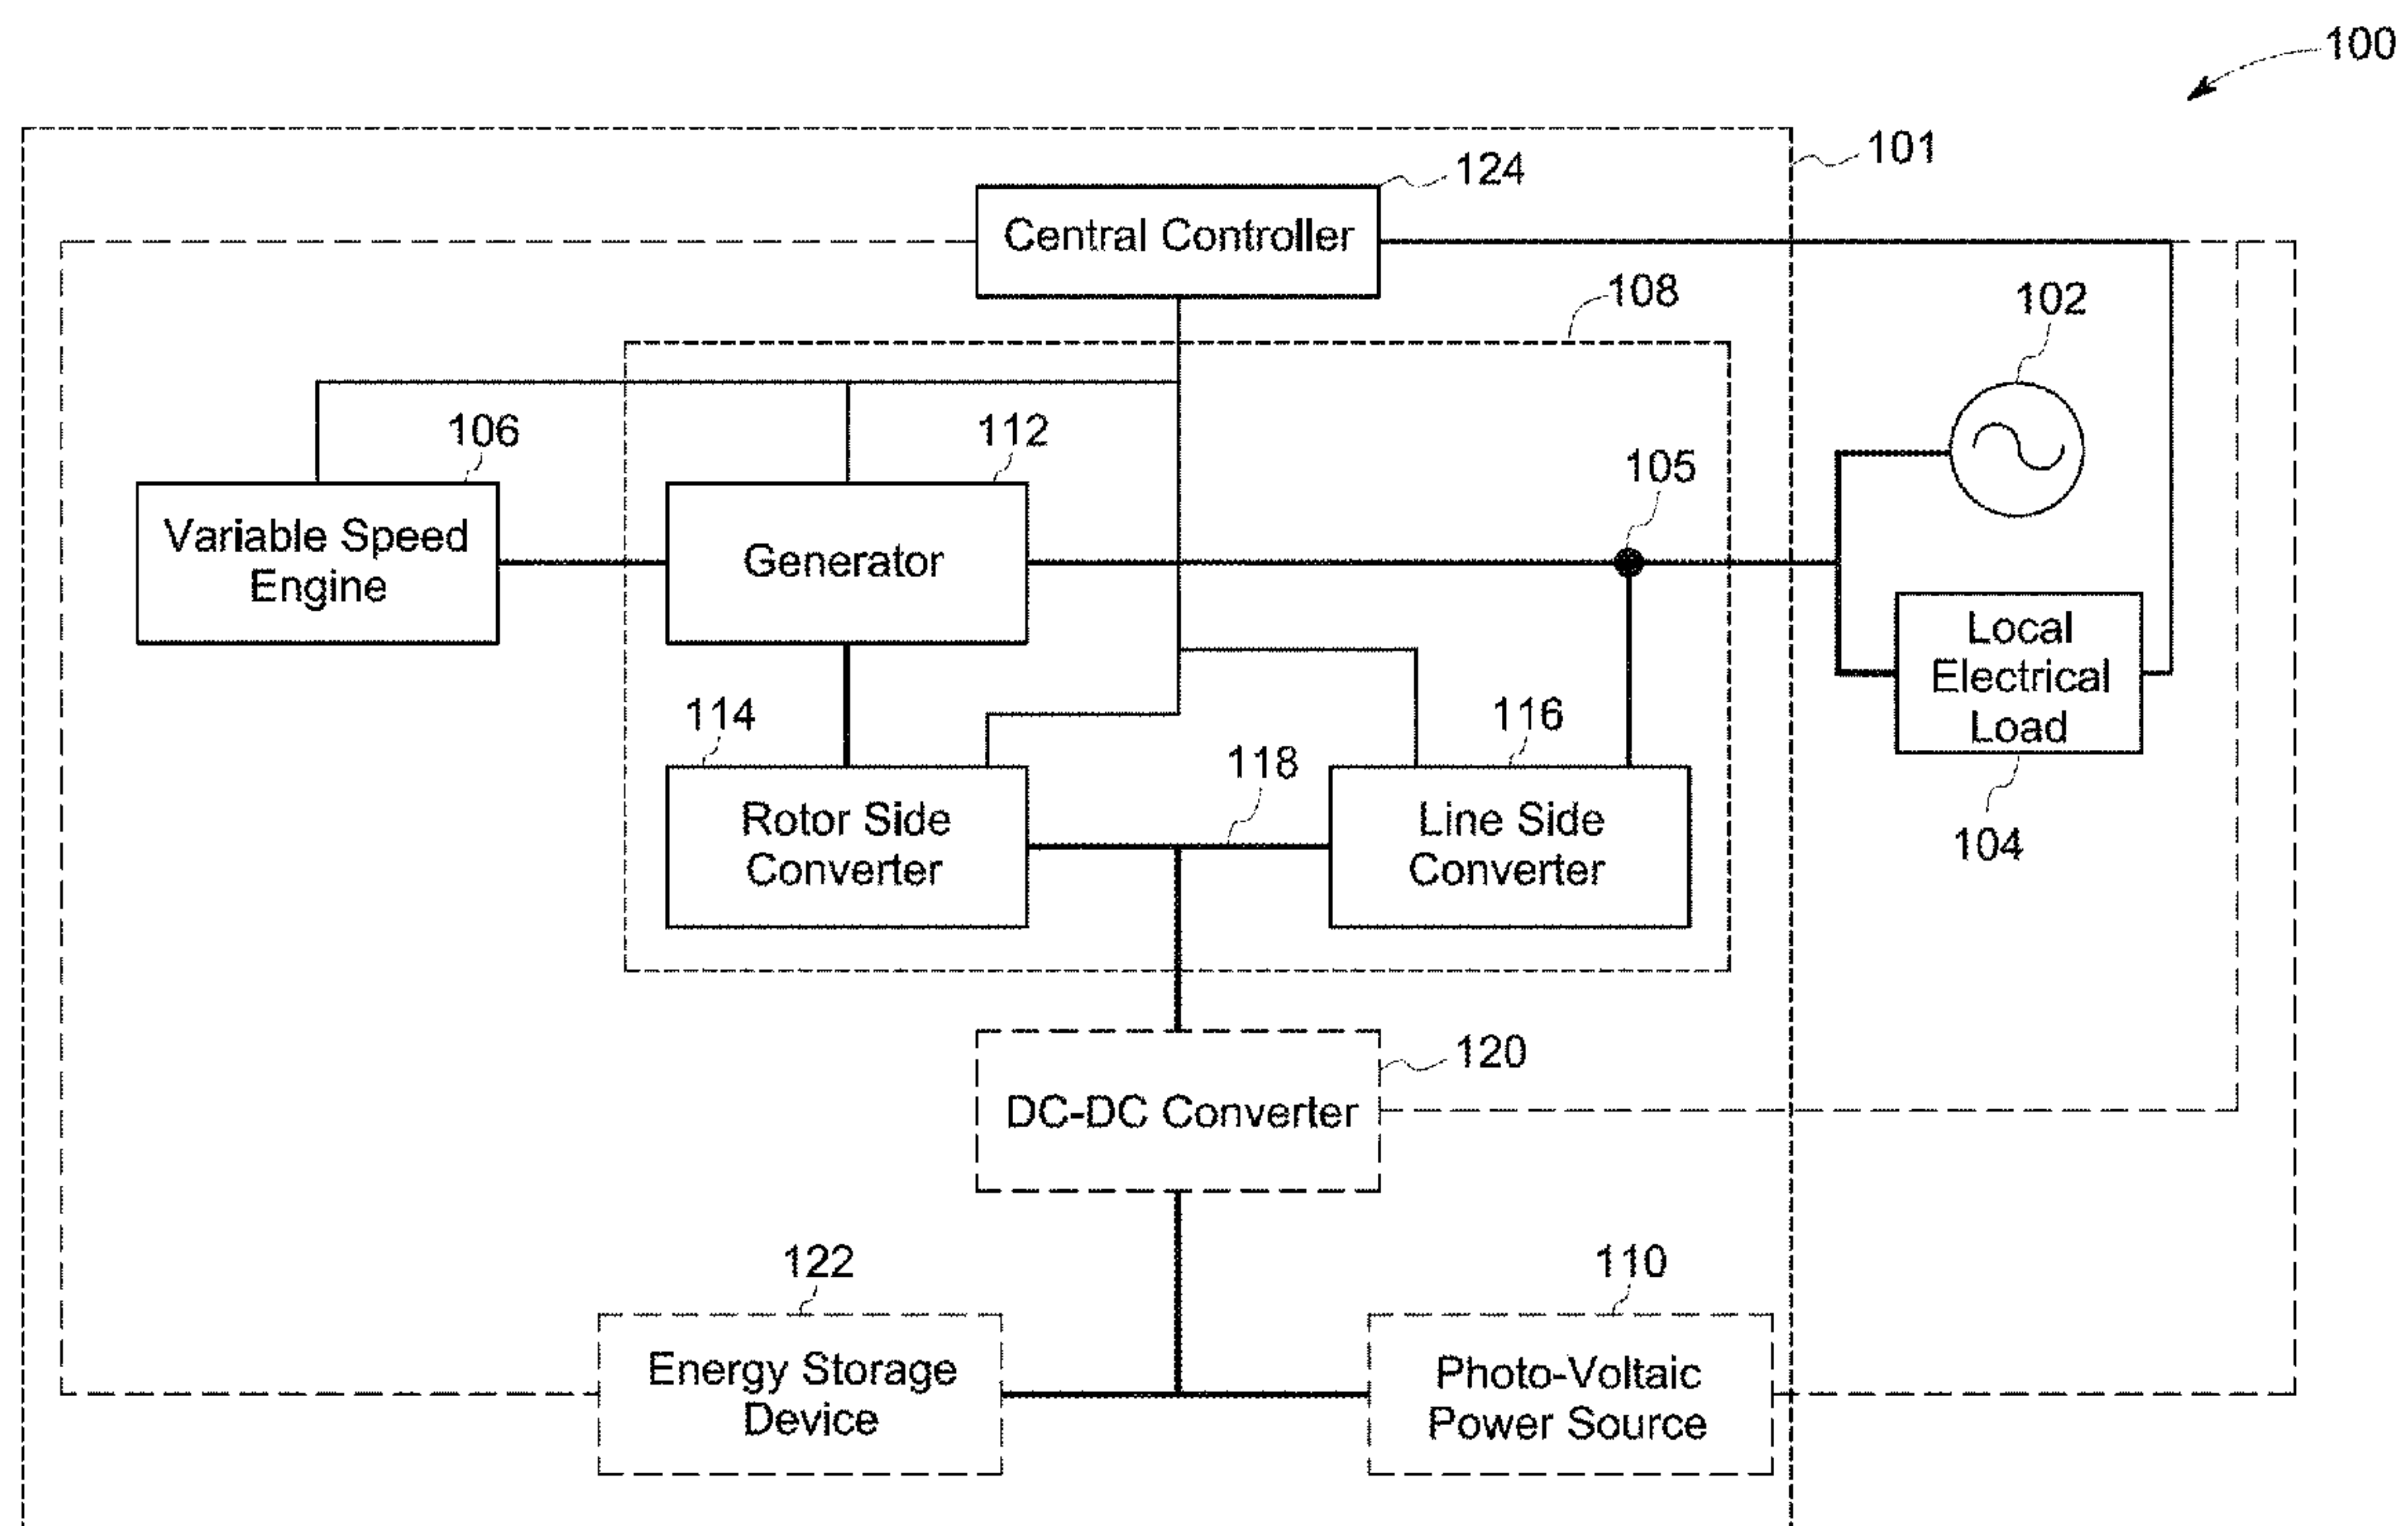 100
101
124
Central Controller
108
102
106
112
105
Variable Speed
Engine
Generator
Local
Electrical
Load
114
116
118
Rotor Side
Converter
Line Side
Converter
104
120
DC-DC Converter
122
110
Energy Storage
Device
Photo-Voltaic
Power Source